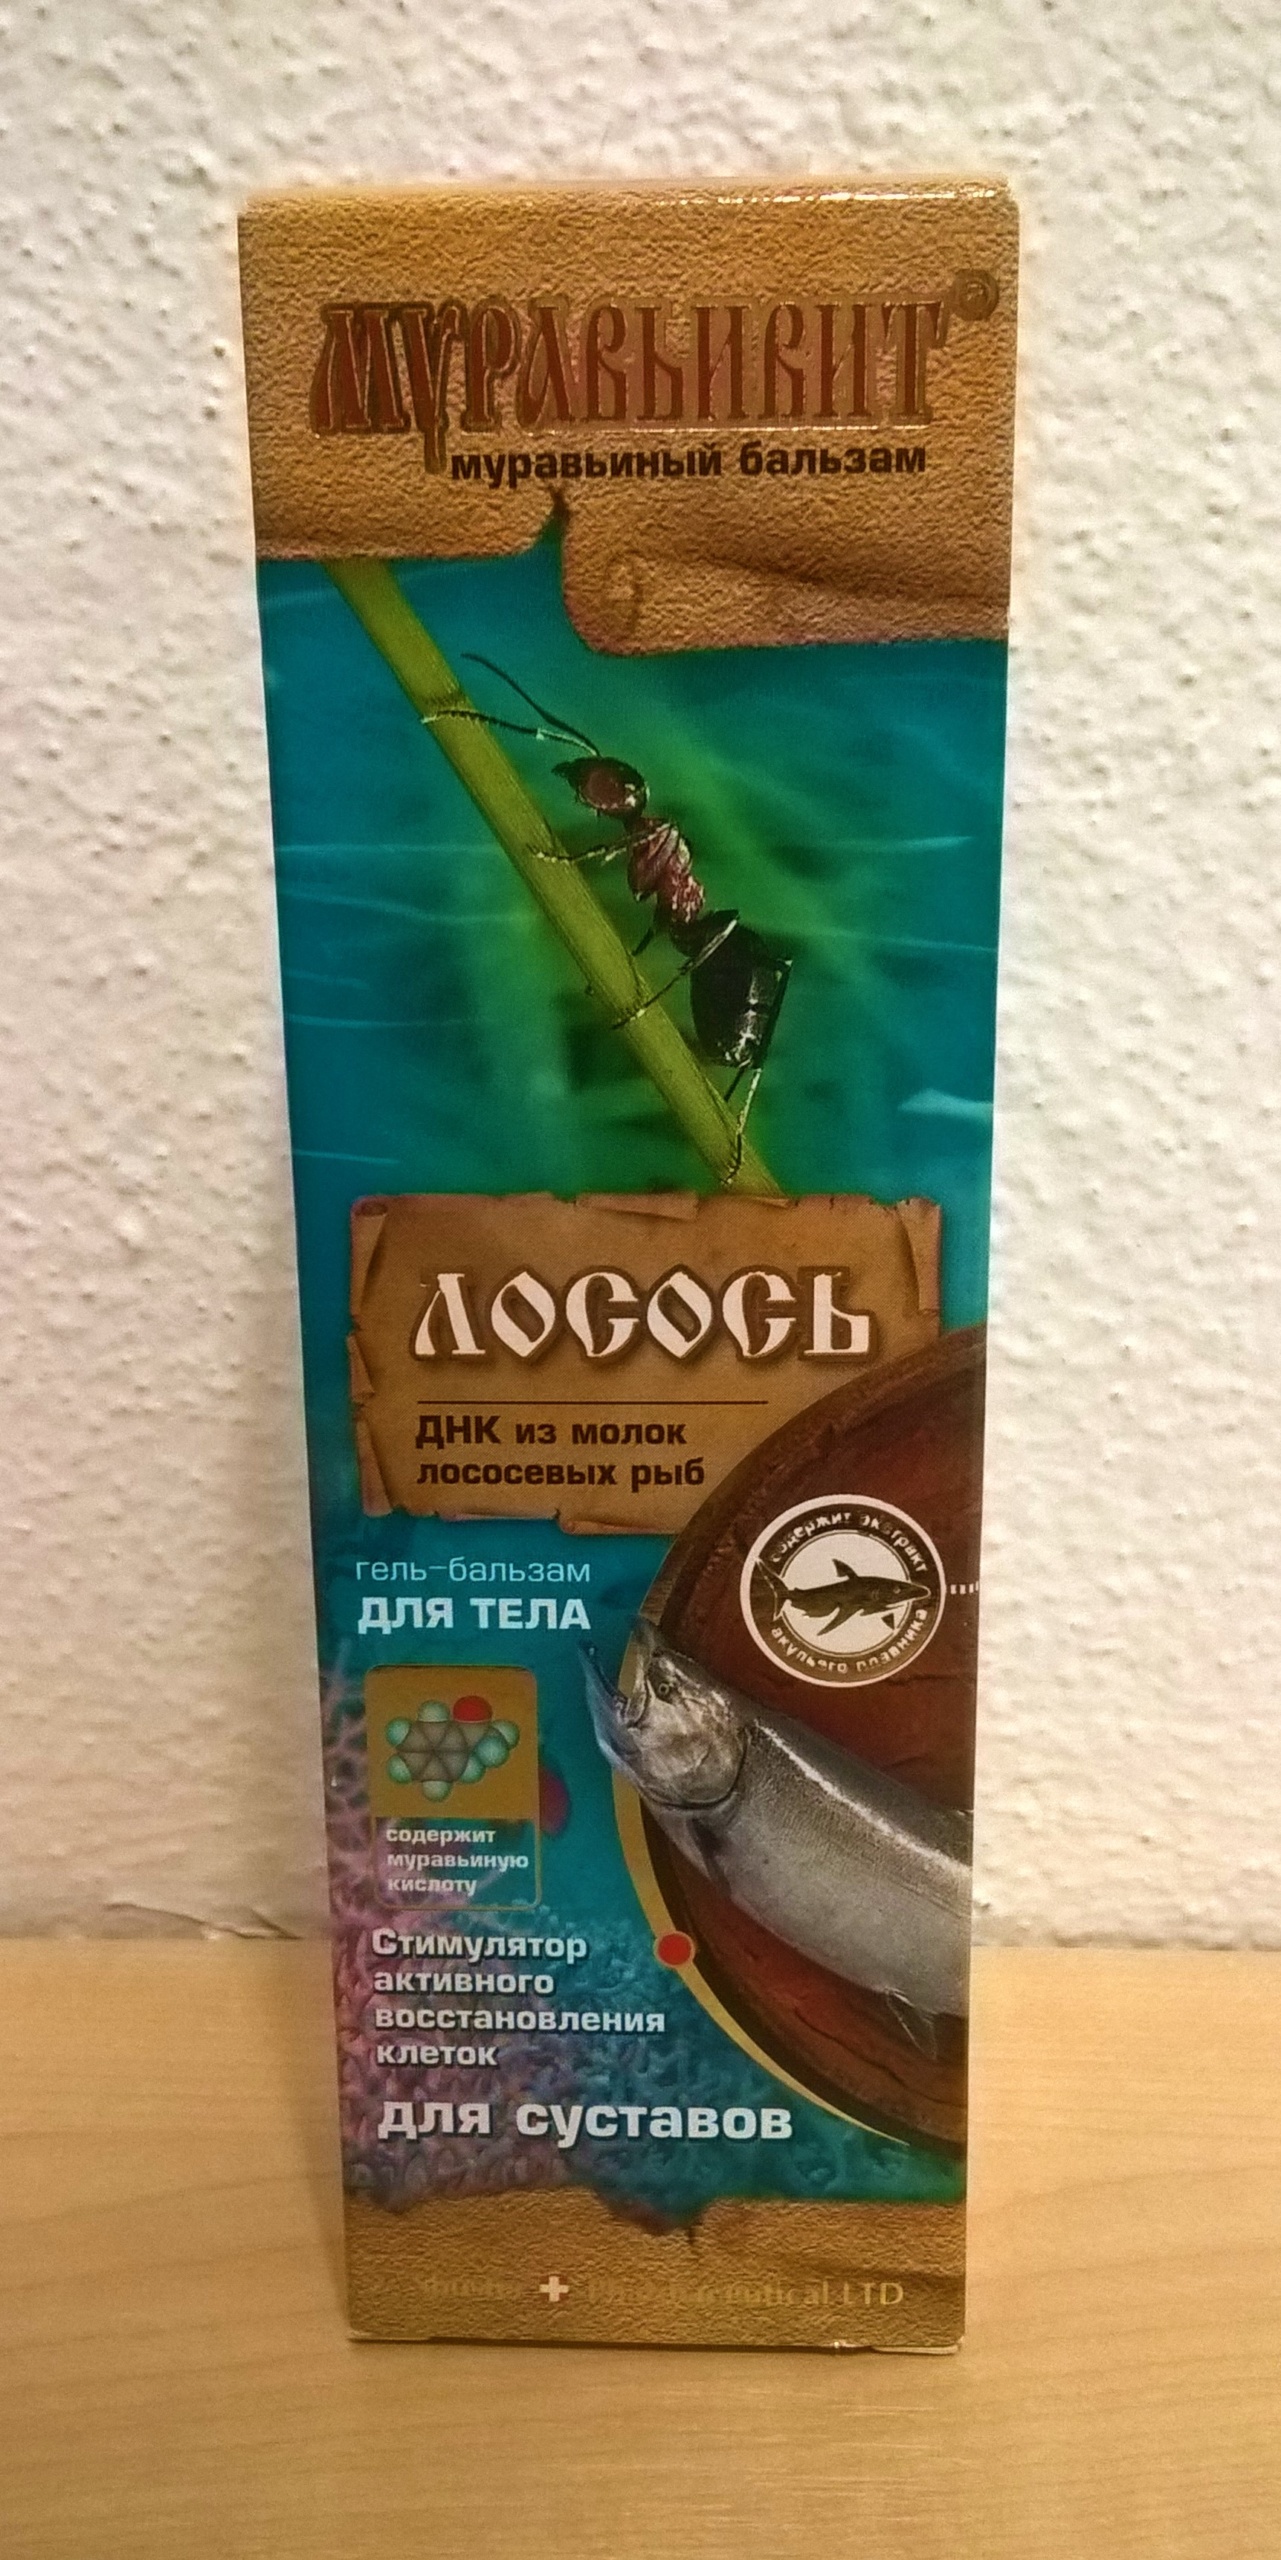 МУРАВЬИВИТ®
муравьиный бальзам
ЛОСОСЬ
ДНК из молок
лососевых рыб
содержит экстракт
акульего плавника
гель-бальзам
ДЛЯ ТЕЛА
содержит
муравьиную
кислоту
Стимулятор
активного
восстановления
клеток
для суставов
Pharmaceutical LTD